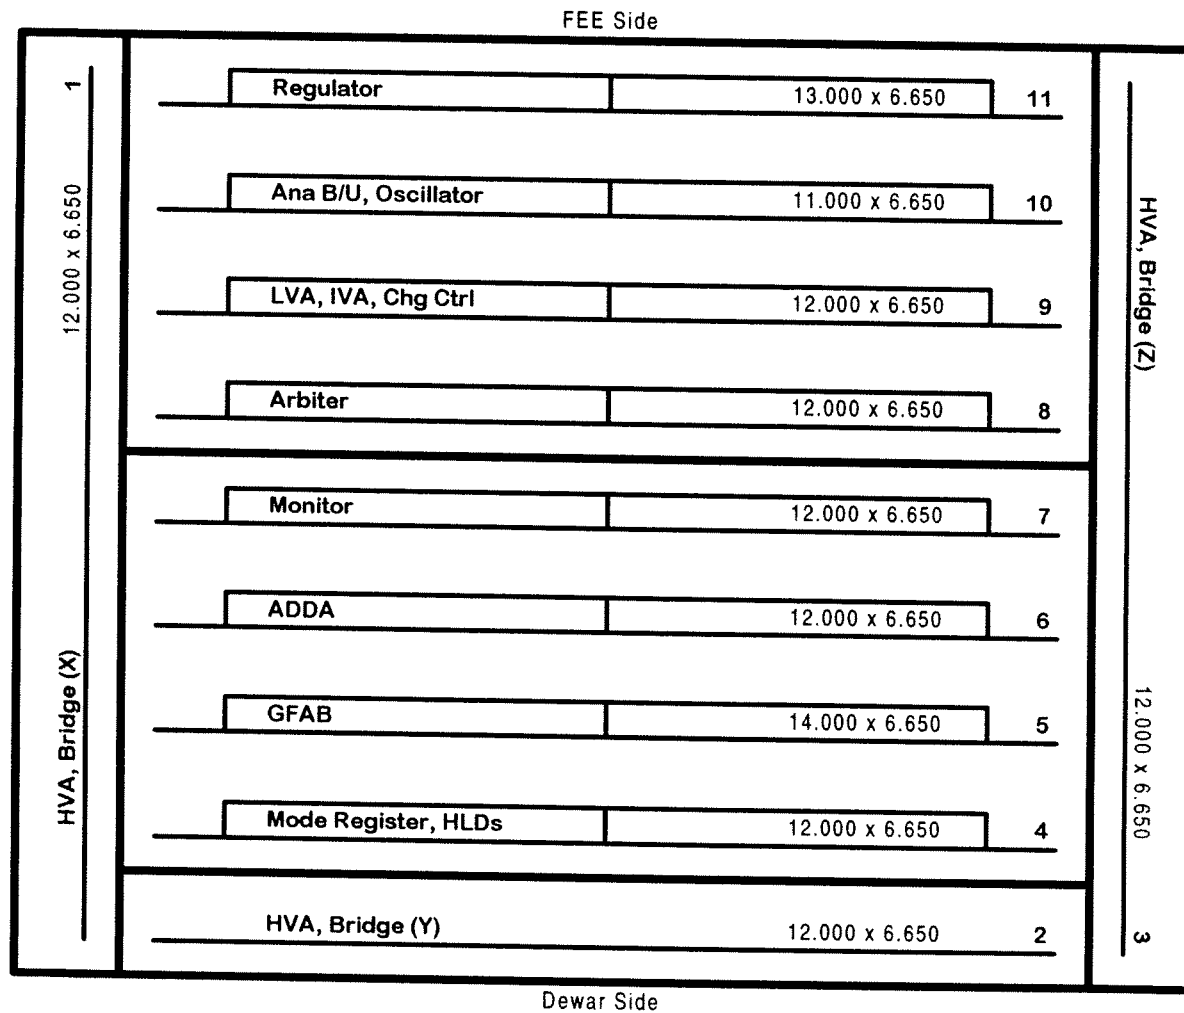 FEE Side
1
12.000 x 6.650
HVA, Bridge (X)
Regulator 13.000 x 6.650 11
Ana B/U, Oscillator 11.000 x 6.650 10
LVA, IVA, Chg Ctrl 12.000 x 6.650 9
Arbiter 12.000 x 6.650 8
Monitor 12.000 x 6.650 7
ADDA 12.000 x 6.650 6
GFAB 14.000 x 6.650 5
Mode Register, HLDs 12.000 x 6.650 4
HVA, Bridge (Y) 12.000 x 6.650 2
HVA, Bridge (Z)
12.000 x 6.650
3
Dewar Side